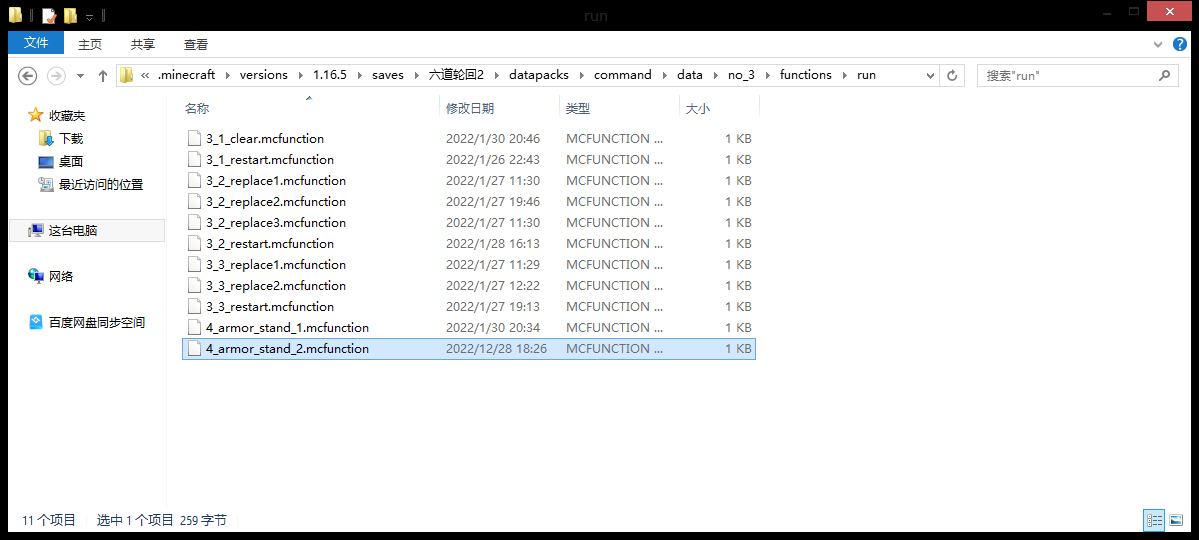 run
文件 主页 共享 查看
« .minecraft versions 1.16.5 saves 六道轮回2 datapacks command data no_3 functions run 搜索"run"
名称 修改日期 类型 大小
收藏夹
下载
桌面
最近访问的位置
这台电脑
网络
百度网盘同步空间
3_1_clear.mcfunction 2022/1/30 20:46 MCFUNCTION ... 1 KB
3_1_restart.mcfunction 2022/1/26 22:43 MCFUNCTION ... 1 KB
3_2_replace1.mcfunction 2022/1/27 11:30 MCFUNCTION ... 1 KB
3_2_replace2.mcfunction 2022/1/27 19:46 MCFUNCTION ... 1 KB
3_2_replace3.mcfunction 2022/1/27 11:30 MCFUNCTION ... 1 KB
3_2_restart.mcfunction 2022/1/28 16:13 MCFUNCTION ... 1 KB
3_3_replace1.mcfunction 2022/1/27 11:29 MCFUNCTION ... 1 KB
3_3_replace2.mcfunction 2022/1/27 12:22 MCFUNCTION ... 1 KB
3_3_restart.mcfunction 2022/1/27 19:13 MCFUNCTION ... 1 KB
4_armor_stand_1.mcfunction 2022/1/30 20:34 MCFUNCTION ... 1 KB
4_armor_stand_2.mcfunction 2022/12/28 18:26 MCFUNCTION ... 1 KB
11 个项目 选中 1 个项目 259 字节